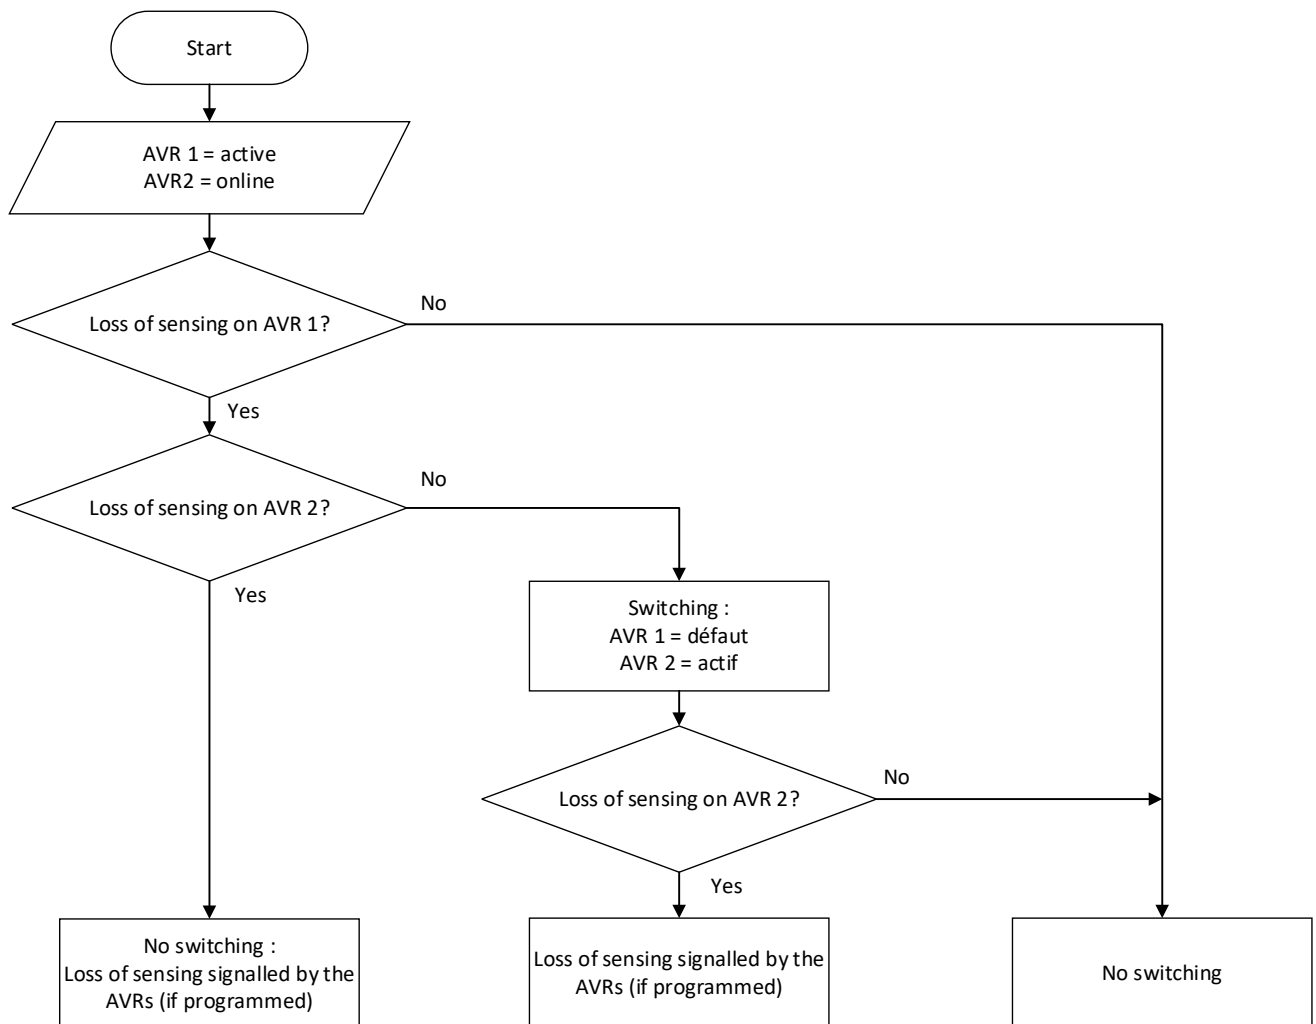 Start
AVR 1 = active
AVR2 = online
Loss of sensing on AVR 1?
No
Yes
Loss of sensing on AVR 2?
No
Yes
Switching :
AVR 1 = défaut
AVR 2 = actif
Loss of sensing on AVR 2?
No
Yes
No switching :
Loss of sensing signalled by the
AVRs (if programmed)
Loss of sensing signalled by the
AVRs (if programmed)
No switching